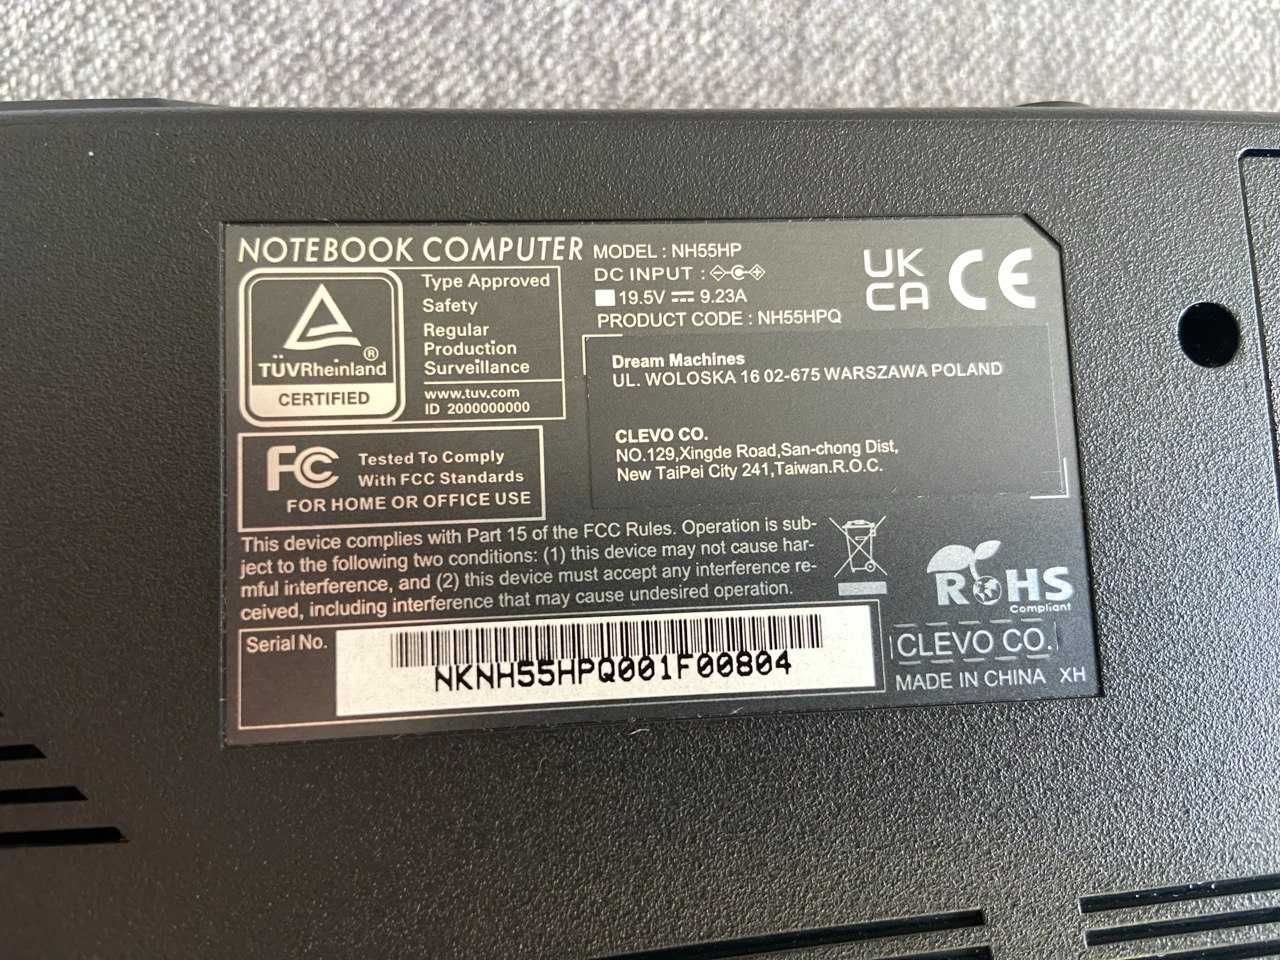 NOTEBOOK COMPUTER
MODEL : NH55HP
DC INPUT :
19.5V 9.23A
PRODUCT CODE : NH55HPQ
UK
CA
CE
TÜVRheinland®
CERTIFIED
Type Approved
Safety
Regular
Production
Surveillance
www.tuv.com
ID 2000000000
Dream Machines
UL. WOLOSKA 16 02-675 WARSZAWA POLAND
CLEVO CO.
NO.129,Xingde Road,San-chong Dist,
New TaiPei City 241,Taiwan.R.O.C.
FC Tested To Comply
With FCC Standards
FOR HOME OR OFFICE USE
This device complies with Part 15 of the FCC Rules. Operation is sub-
ject to the following two conditions: (1) this device may not cause har-
mful interference, and (2) this device must accept any interference re-
ceived, including interference that may cause undesired operation.
RoHS
Compliant
Serial No.
NKNH55HPQ001F00804
CLEVO CO.
MADE IN CHINA XH